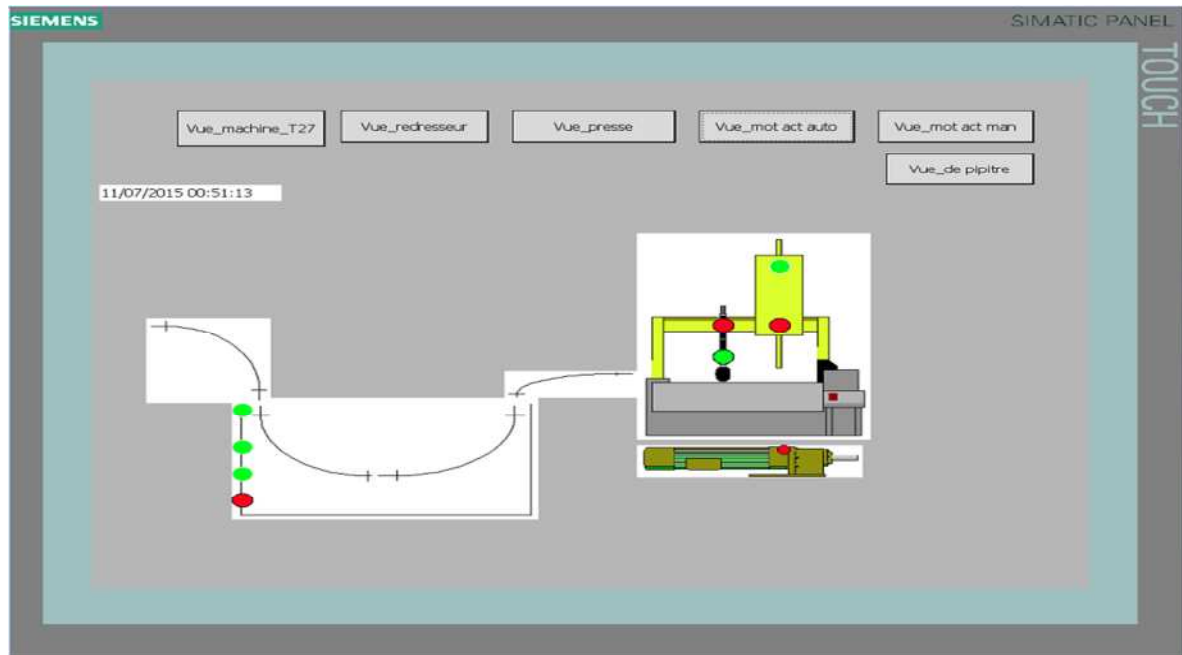 SIEMENS
SIMATIC PANEL
TOUCH
Vue_machine_T27
Vue_redresseur
Vue_presse
Vue_mot act auto
Vue_mot act man
Vue_de pipitre
11/07/2015 00:51:13